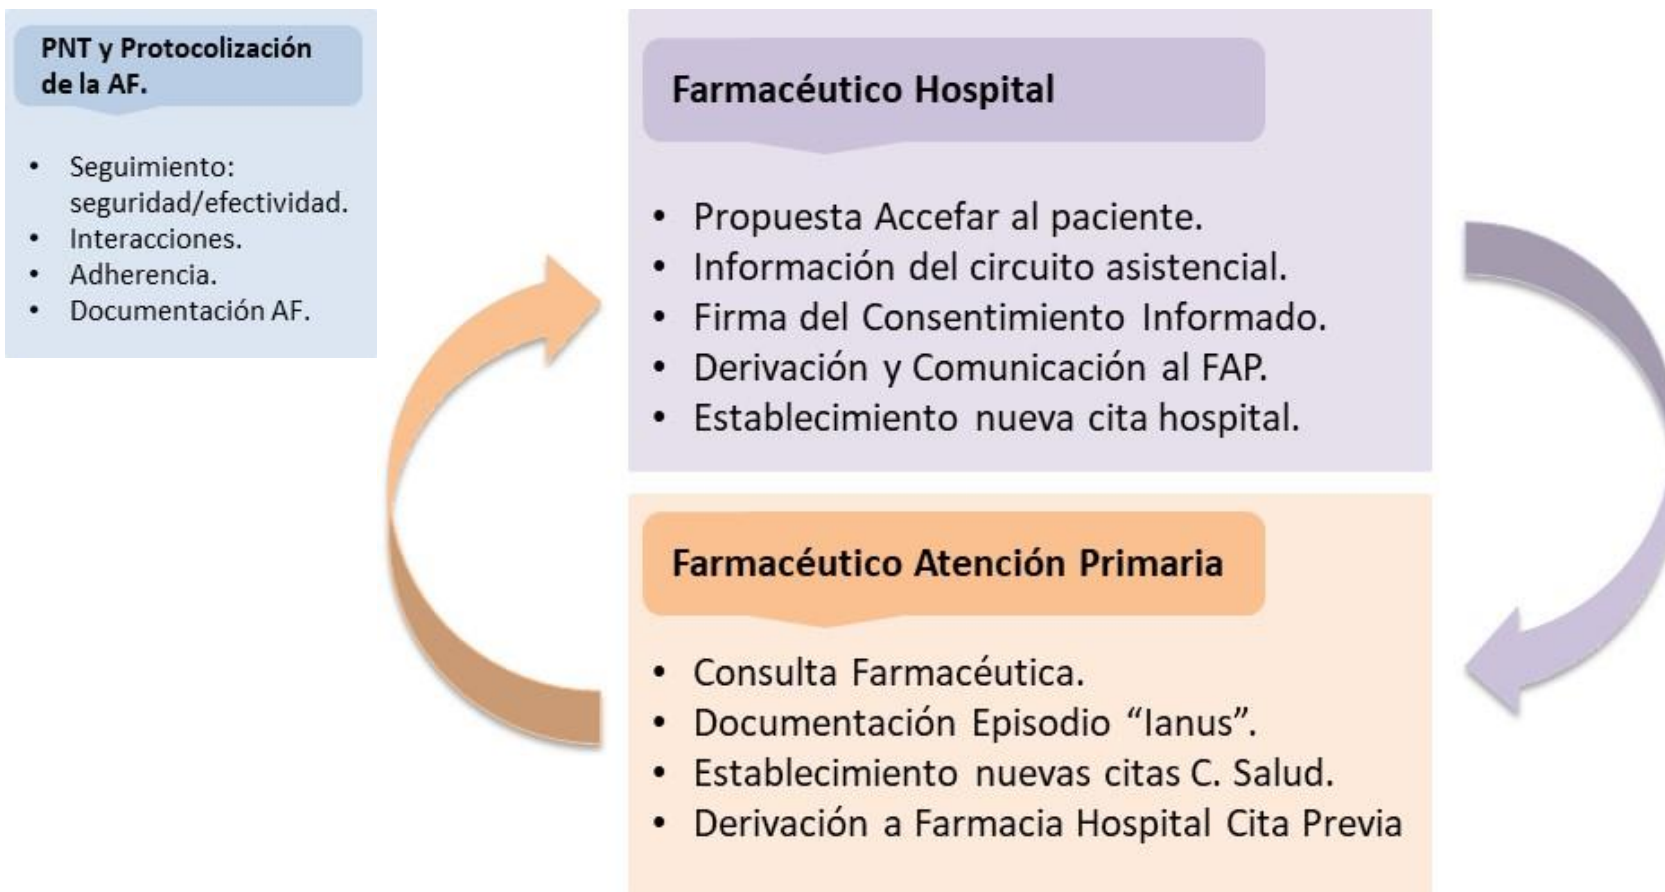 PNT y Protocolización
de la AF.
• Seguimiento:
seguridad/efectividad.
• Interacciones.
• Adherencia.
• Documentación AF.
Farmacéutico Hospital
• Propuesta Accefar al paciente.
• Información del circuito asistencial.
• Firma del Consentimiento Informado.
• Derivación y Comunicación al FAP.
• Establecimiento nueva cita hospital.
Farmacéutico Atención Primaria
• Consulta Farmacéutica.
• Documentación Episodio “Ianus”.
• Establecimiento nuevas citas C. Salud.
• Derivación a Farmacia Hospital Cita Previa